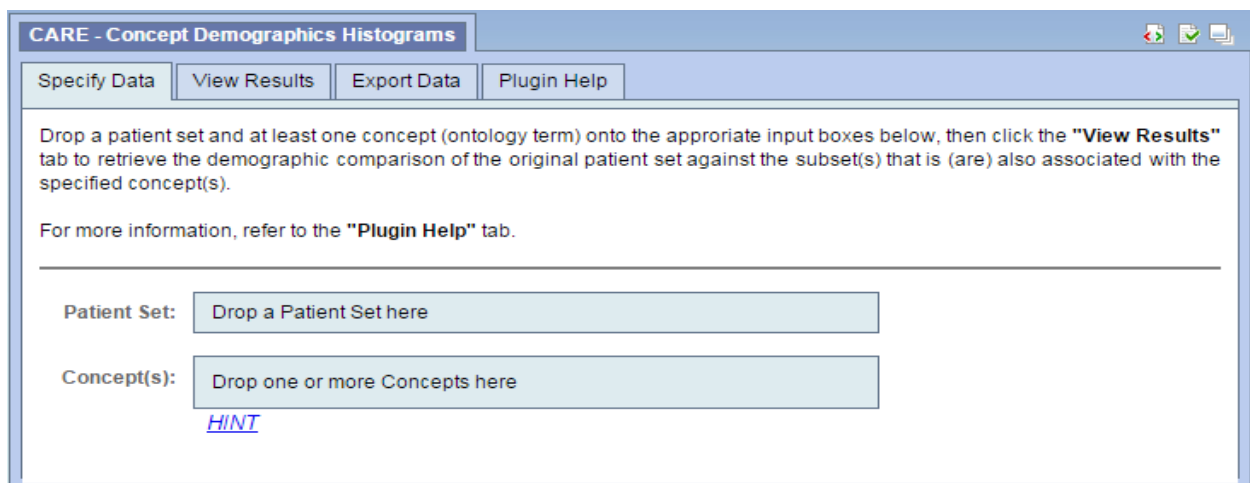 CARE - Concept Demographics Histograms
Specify Data View Results Export Data Plugin Help
Drop a patient set and at least one concept (ontology term) onto the approriate input boxes below, then click the "View Results"
tab to retrieve the demographic comparison of the original patient set against the subset(s) that is (are) also associated with the
specified concept(s).
For more information, refer to the "Plugin Help" tab.
Patient Set: Drop a Patient Set here
Concept(s): Drop one or more Concepts here
HINT